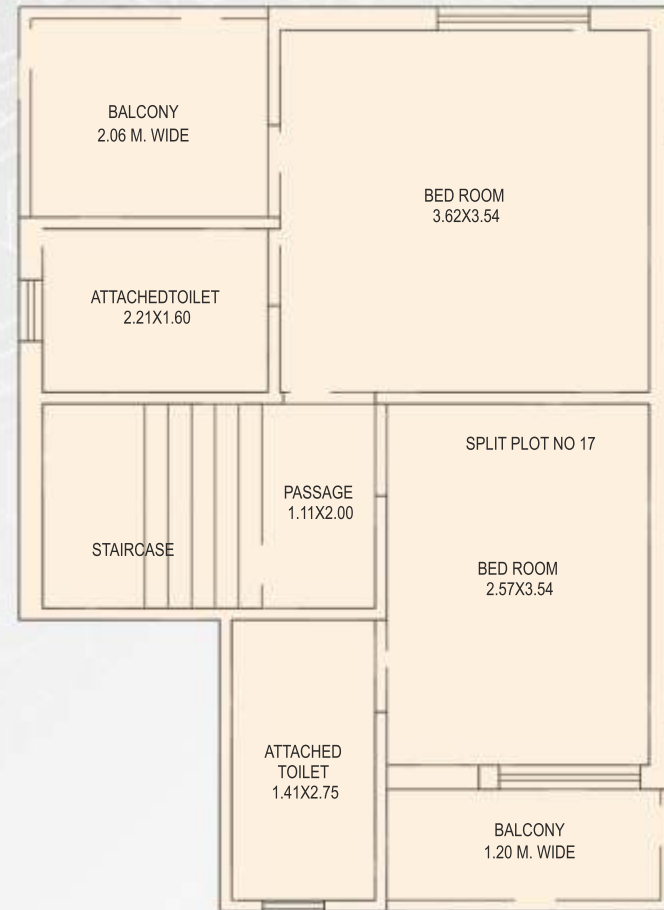 BALCONY
2.06 M. WIDE
BED ROOM
3.62X3.54
ATTACHEDTOILET
2.21X1.60
SPLIT PLOT NO 17
PASSAGE
1.11X2.00
STAIRCASE
BED ROOM
2.57X3.54
ATTACHED
TOILET
1.41X2.75
BALCONY
1.20 M. WIDE